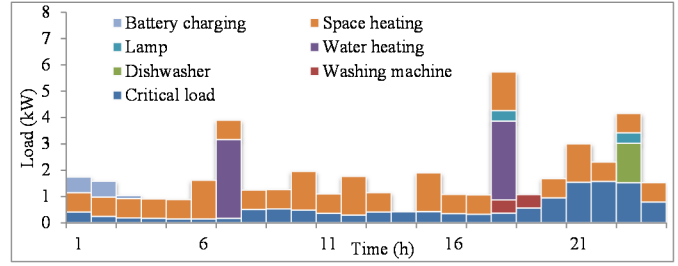 8
7
6
5
4
3
2
1
0
Load (kW)
Battery charging
Space heating
Lamp
Water heating
Dishwasher
Washing machine
Critical load
1
6
11
16
21
Time (h)